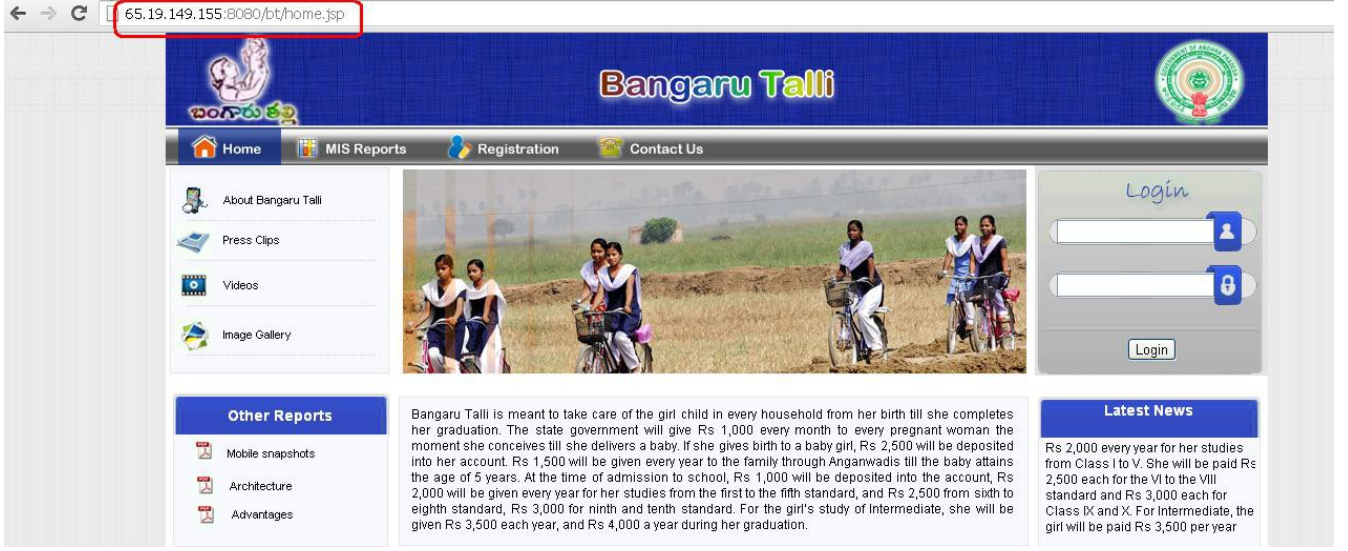 65.19.149.155:8080/bt/home.jsp
బంగారు తల్లి
Bangaru Talli
Home MIS Reports Registration Contact Us
About Bangaru Talli
Press Clips
Videos
Image Gallery
Login
Login
Other Reports
Mobile snapshots
Architecture
Advantages
Bangaru Talli is meant to take care of the girl child in every household from her birth till she completes
her graduation. The state government will give Rs 1,000 every month to every pregnant woman the
moment she conceives till she delivers a baby. If she gives birth to a baby girl, Rs 2,500 will be deposited
into her account. Rs 1,500 will be given every year to the family through Anganwadis till the baby attains
the age of 5 years. At the time of admission to school, Rs 1,000 will be deposited into the account, Rs
2,000 will be given every year for her studies from the first to the fifth standard, and Rs 2,500 from sixth to
eighth standard, Rs 3,000 for ninth and tenth standard. For the girl's study of Intermediate, she will be
given Rs 3,500 each year, and Rs 4,000 a year during her graduation.
Latest News
Rs 2,000 every year for her studies
from Class I to V. She will be paid Rs
2,500 each for the VI to the VIII
standard and Rs 3,000 each for
Class IX and X. For Intermediate, the
girl will be paid Rs 3,500 per year